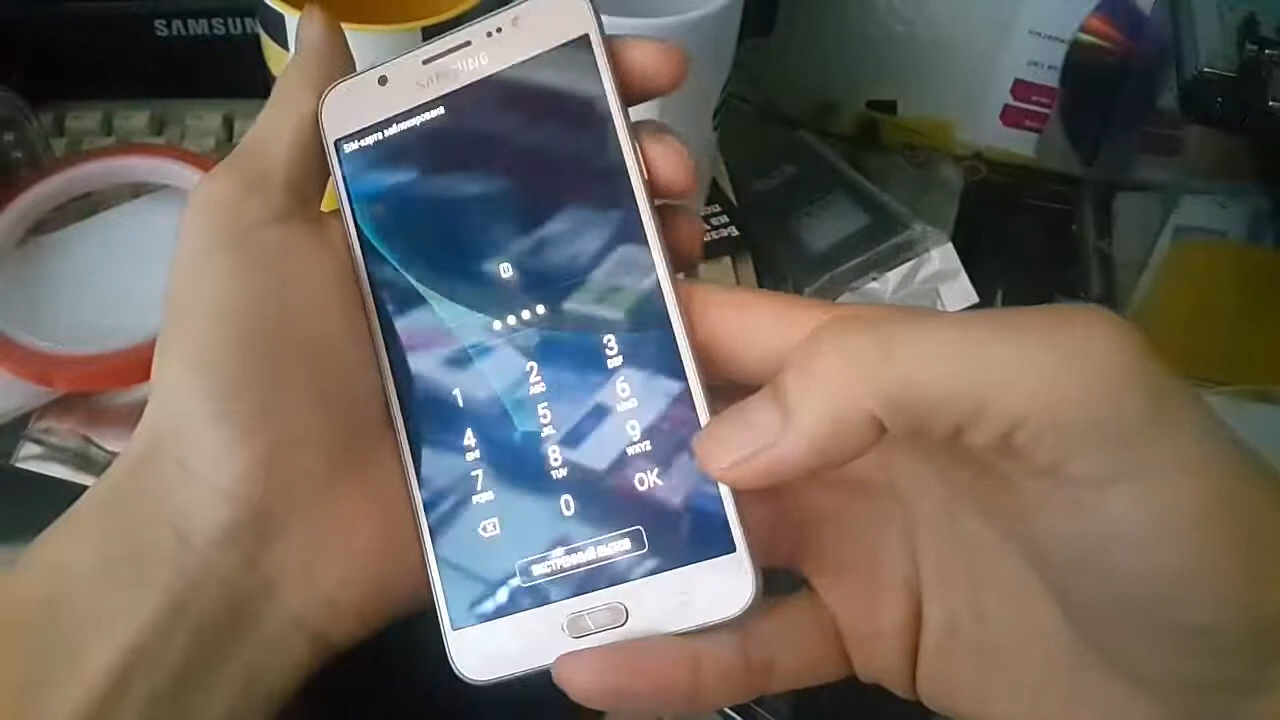 SAMSUNG
SAMSUNG
SIM-карта заблокирована
1
2 ABC
3 DEF
4 GHI
5 JKL
6 MNO
7 PQRS
8 TUV
9 WXYZ
0
OK
ЭКСТРЕННЫЙ ВЫЗОВ